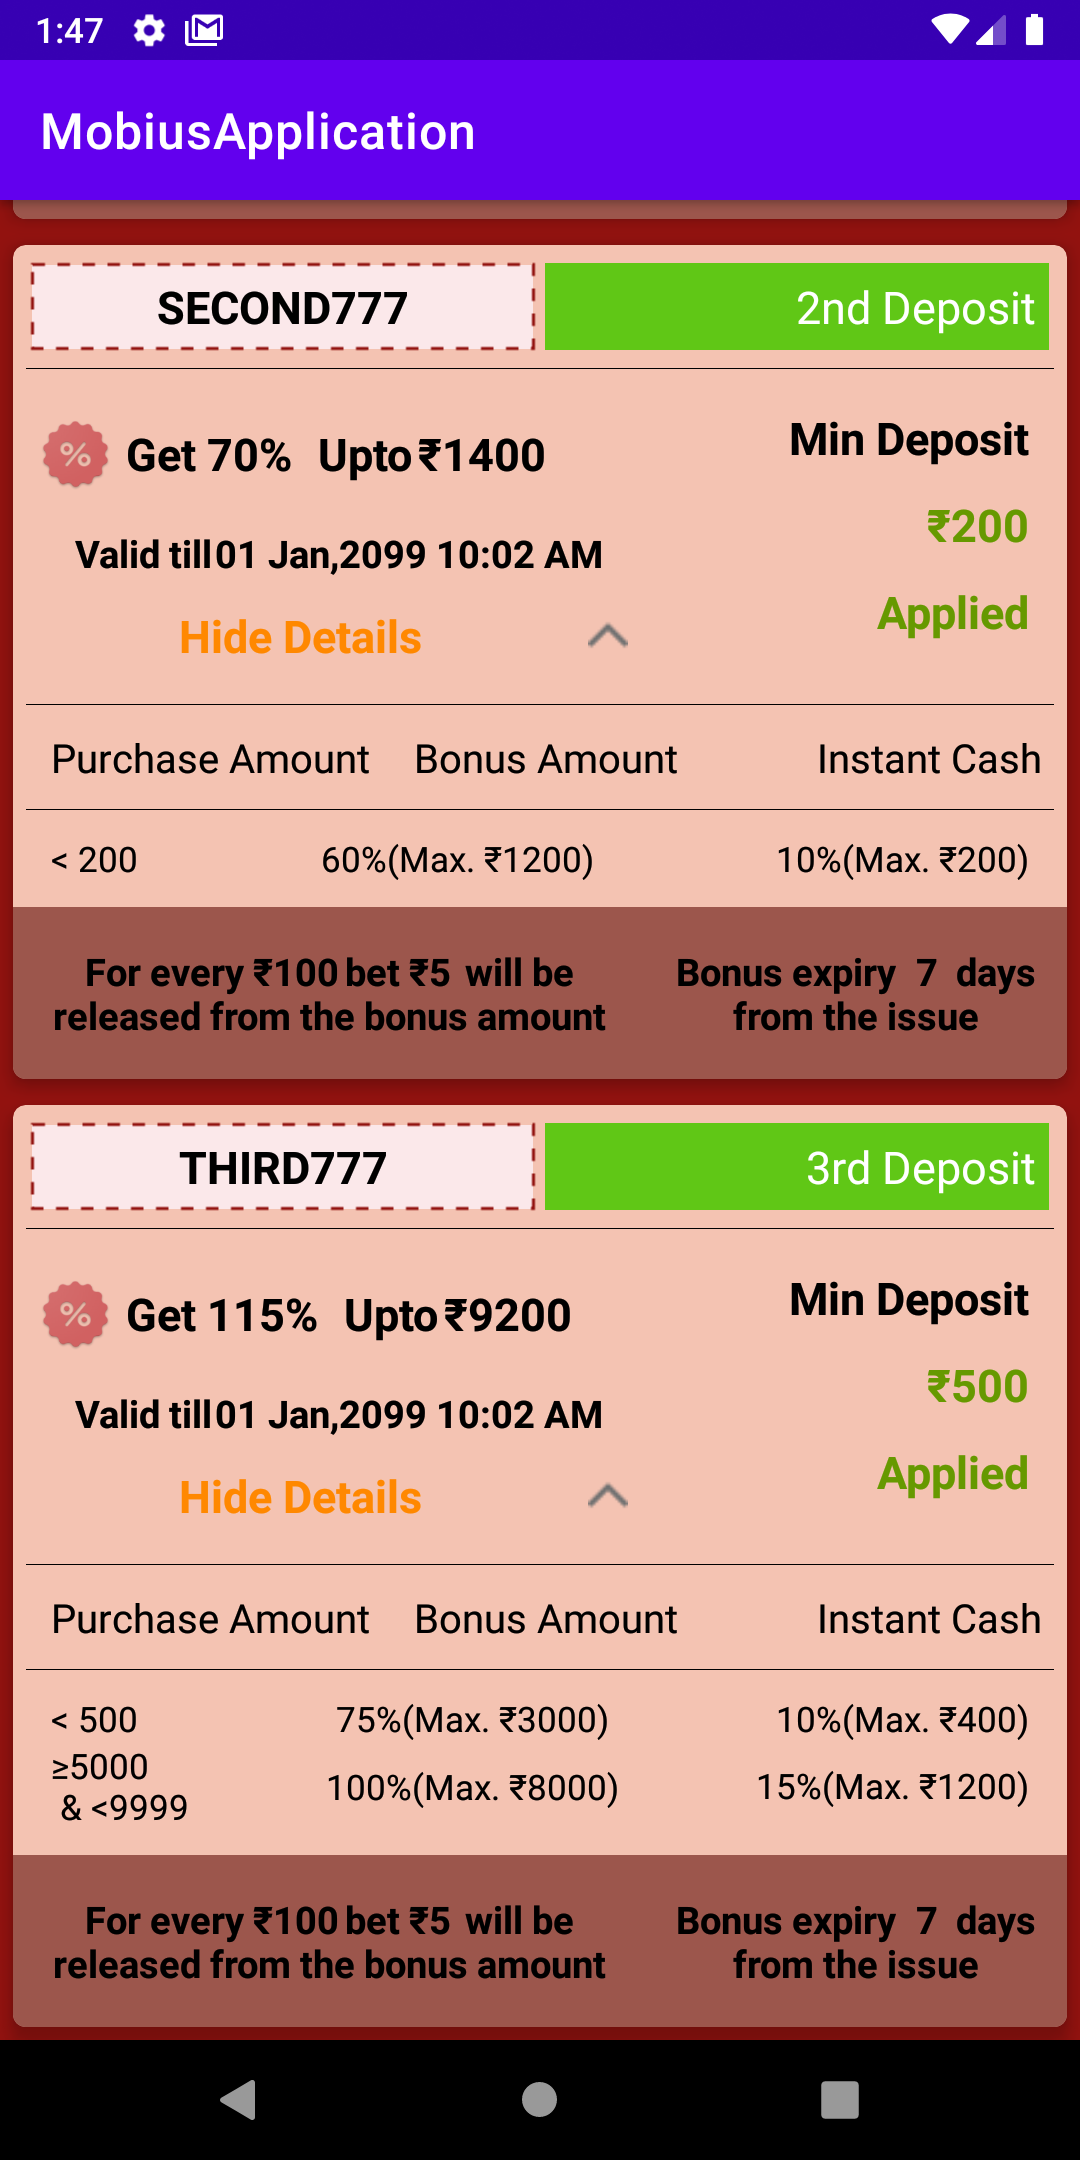 1:47
MobiusApplication
SECOND777 2nd Deposit
Get 70% Upto ₹1400 Min Deposit
₹200
Valid till 01 Jan,2099 10:02 AM
Hide Details Applied
Purchase Amount Bonus Amount Instant Cash
< 200 60%(Max. ₹1200) 10%(Max. ₹200)
For every ₹100 bet ₹5 will be
released from the bonus amount
Bonus expiry 7 days
from the issue
THIRD777 3rd Deposit
Get 115% Upto ₹9200 Min Deposit
₹500
Valid till 01 Jan,2099 10:02 AM
Hide Details Applied
Purchase Amount Bonus Amount Instant Cash
< 500 75%(Max. ₹3000) 10%(Max. ₹400)
≥5000
& <9999 100%(Max. ₹8000) 15%(Max. ₹1200)
For every ₹100 bet ₹5 will be
released from the bonus amount
Bonus expiry 7 days
from the issue